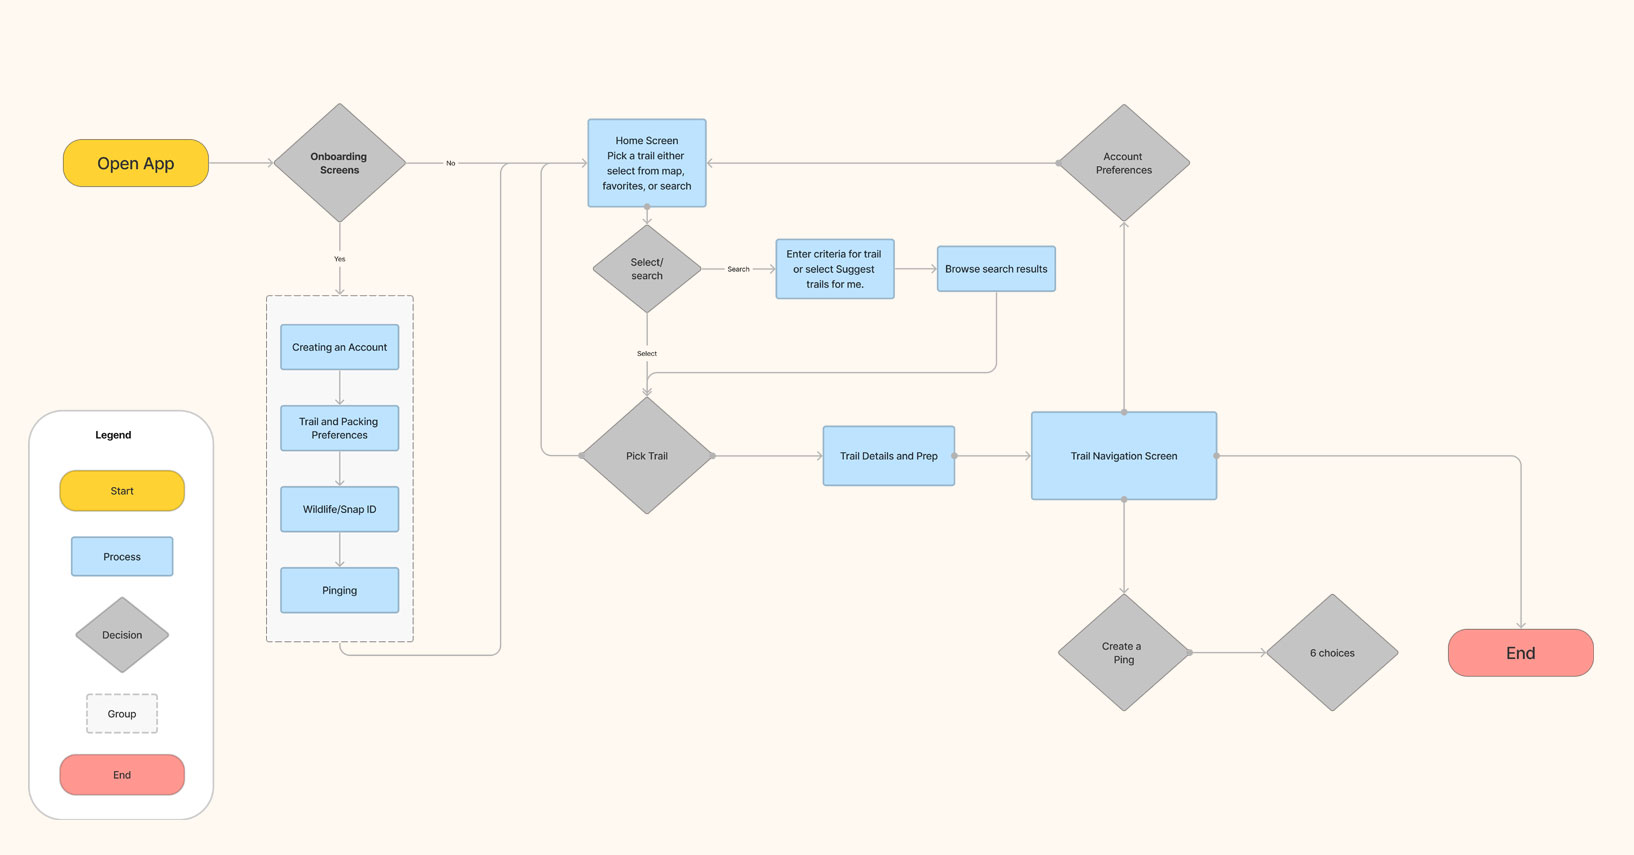 Open App
Onboarding
Screens
No
Home Screen
Pick a trail either
select from map,
favorites, or search
Account
Preferences
Yes
Select/
search
Search
Enter criteria for trail
or select Suggest
trails for me.
Browse search results
Creating an Account
Select
Trail and Packing
Preferences
Pick Trail
Trail Details and Prep
Trail Navigation Screen
Wildlife/Snap ID
Pinging
Create a
Ping
6 choices
End
Legend
Start
Process
Decision
Group
End